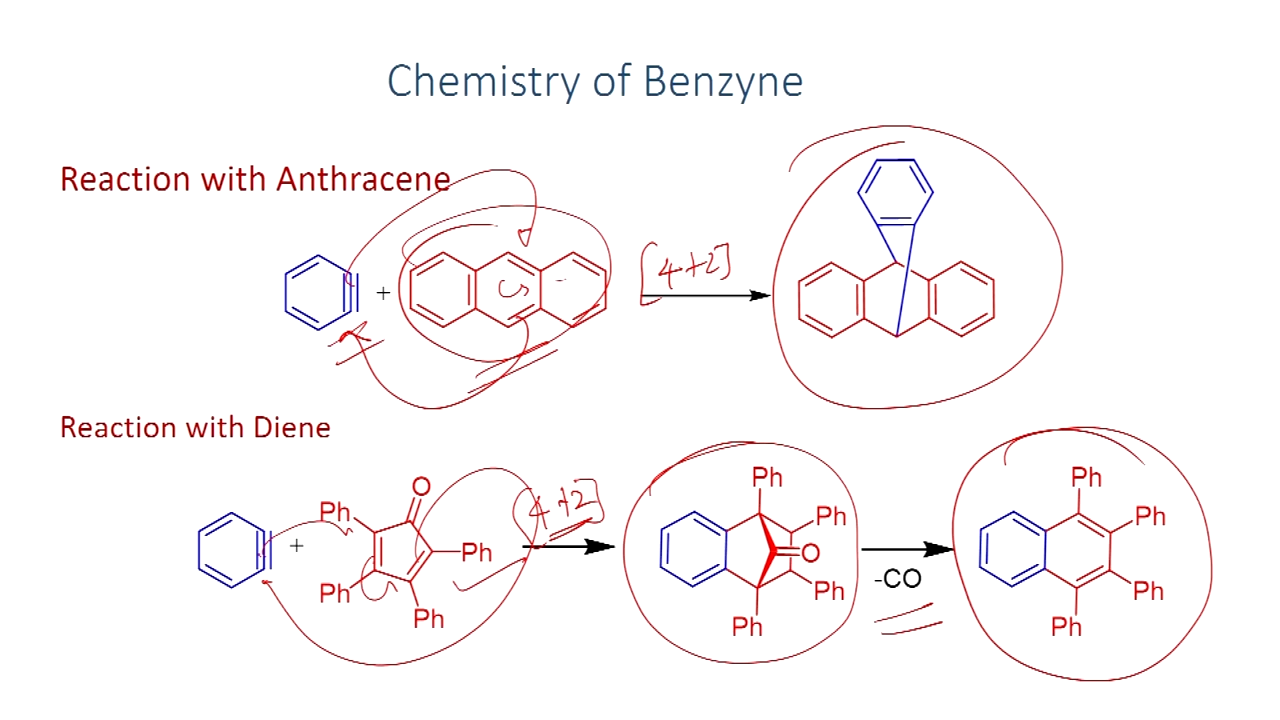 Chemistry of Benzyne
Reaction with Anthracene
+
[4+2]
Reaction with Diene
+
O
Ph
Ph
Ph
Ph
[4+2]
Ph
Ph
O
Ph
Ph
-CO
Ph
Ph
Ph
Ph